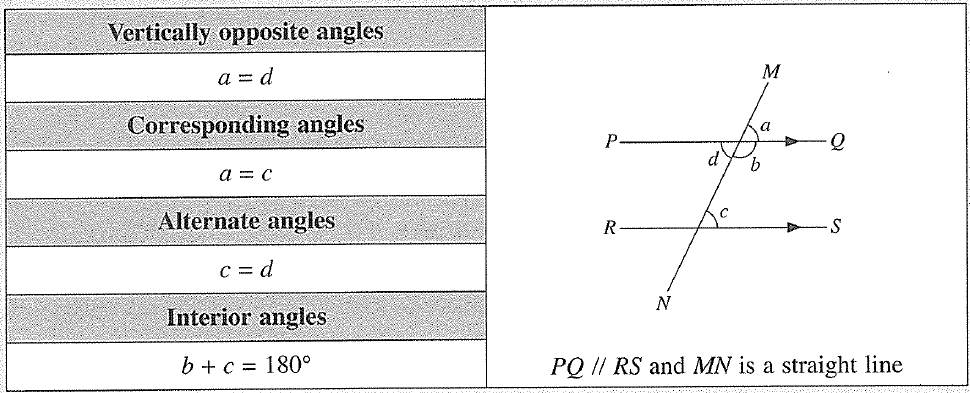 Vertically opposite angles
a = d
Corresponding angles
a = c
Alternate angles
c = d
Interior angles
b + c = 180°
M
a
P
Q
d
b
c
R
S
N
PQ // RS and MN is a straight line